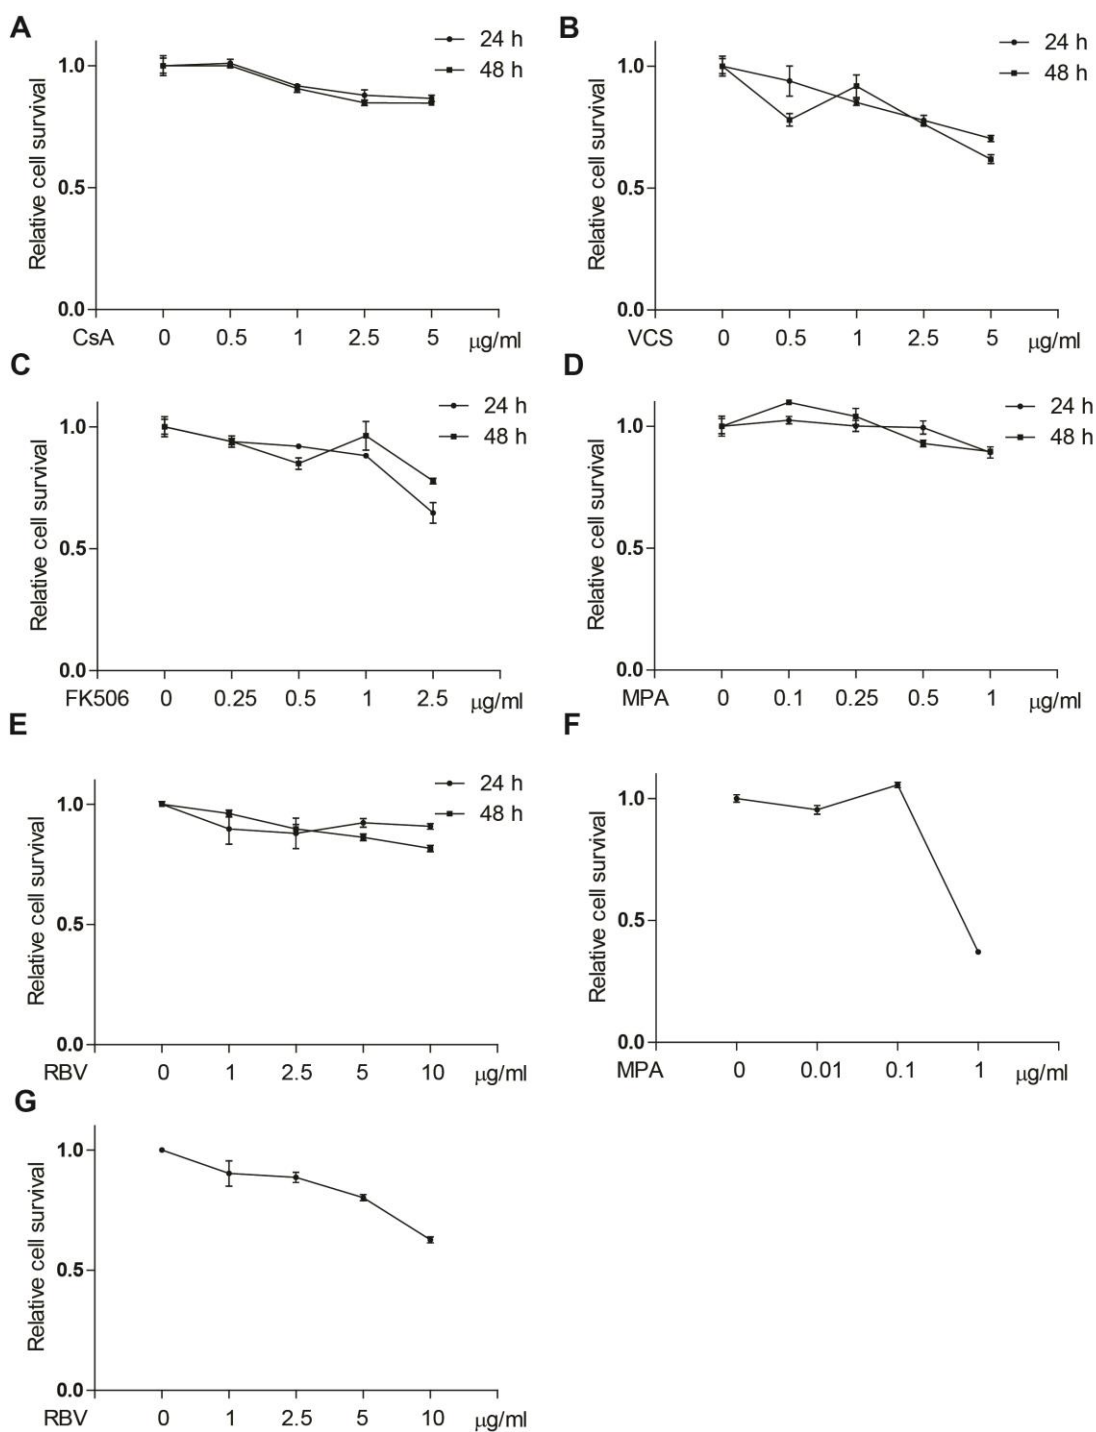 A
24 h
48 h
Relative cell survival
1.0
0.5
0.0
CsA 0 0.5 1 2.5 5 μg/ml
B
24 h
48 h
Relative cell survival
1.0
0.5
0.0
VCS 0 0.5 1 2.5 5 μg/ml
C
24 h
48 h
Relative cell survival
1.0
0.5
0.0
FK506 0 0.25 0.5 1 2.5 μg/ml
D
24 h
48 h
Relative cell survival
1.0
0.5
0.0
MPA 0 0.1 0.25 0.5 1 μg/ml
E
24 h
48 h
Relative cell survival
1.0
0.5
0.0
RBV 0 1 2.5 5 10 μg/ml
F
Relative cell survival
1.0
0.5
0.0
MPA 0 0.01 0.1 1 μg/ml
G
Relative cell survival
1.0
0.5
0.0
RBV 0 1 2.5 5 10 μg/ml